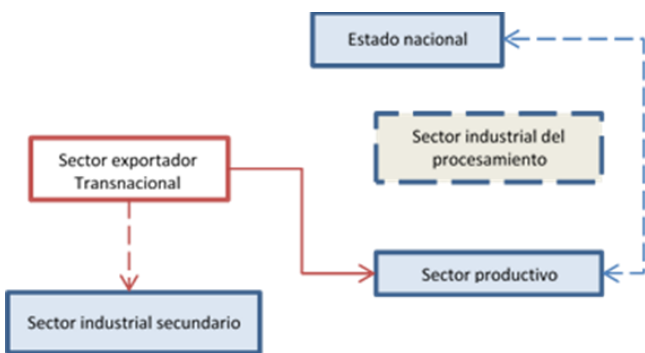 Estado nacional
Sector industrial del
procesamiento
Sector exportador
Transnacional
Sector productivo
Sector industrial secundario